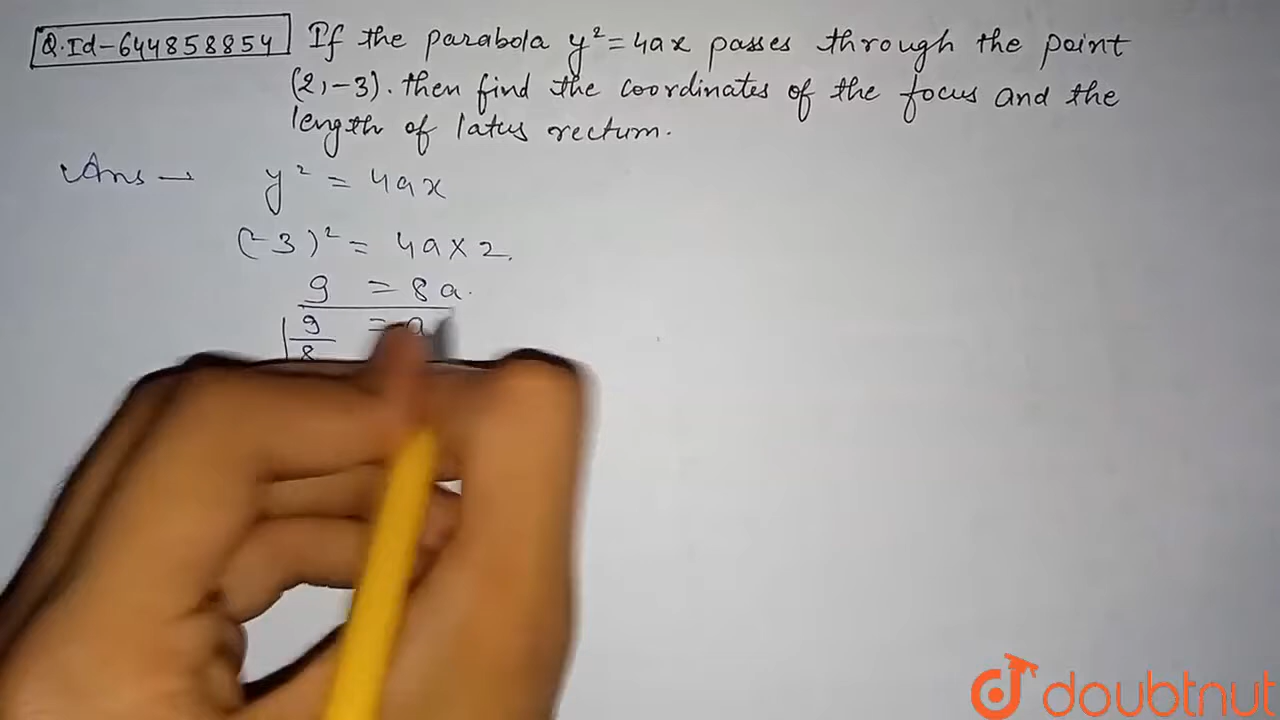 Q.Id-644858854
If the parabola y²=4ax passes through the point
(2,-3). then find the coordinates of the focus and the
length of latus rectum.
Ans → y² = 4ax
(-3)² = 4a×2.
9 = 8a.
9/8 = a
doubtnut